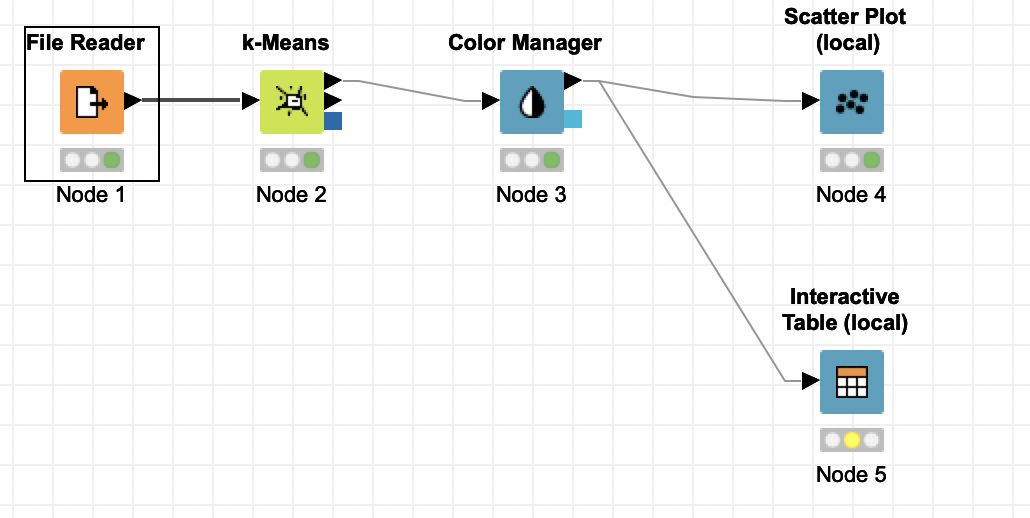 File Reader
k-Means
Color Manager
Scatter Plot
(local)
Node 1
Node 2
Node 3
Node 4
Interactive
Table (local)
Node 5